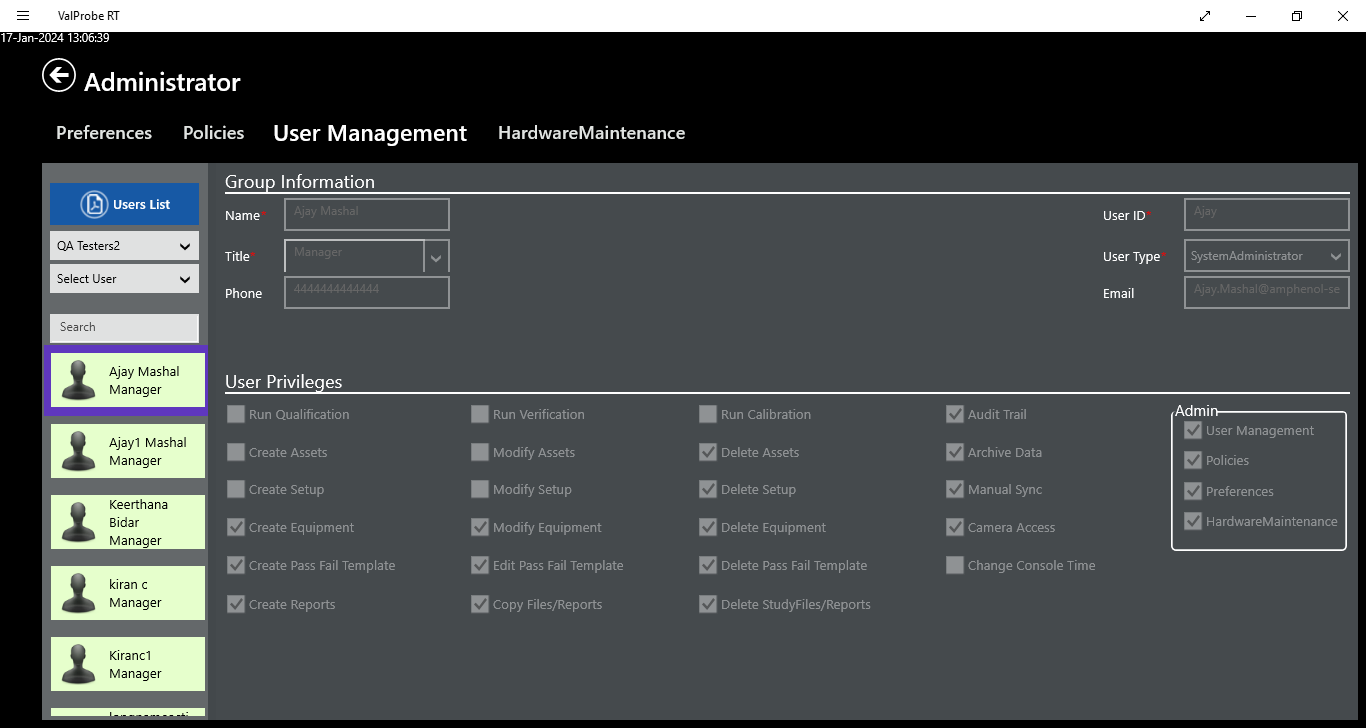 ValProbe RT
17-Jan-2024 13:06:39
Administrator
Preferences Policies User Management HardwareMaintenance
Users List
QA Testers2
Select User
Search
Ajay Mashal
Manager
Ajay1 Mashal
Manager
Keerthana
Bidar
Manager
kiran c
Manager
Kiranc1
Manager
Group Information
Name* Ajay Mashal User ID* Ajay
Title* Manager User Type* SystemAdministrator
Phone 4444444444444 Email Ajay.Mashal@amphenol-se
User Privileges
Run Qualification Run Verification Run Calibration Audit Trail
Create Assets Modify Assets Delete Assets Archive Data
Create Setup Modify Setup Delete Setup Manual Sync
Create Equipment Modify Equipment Delete Equipment Camera Access
Create Pass Fail Template Edit Pass Fail Template Delete Pass Fail Template Change Console Time
Create Reports Copy Files/Reports Delete StudyFiles/Reports
Admin
User Management
Policies
Preferences
HardwareMaintenance